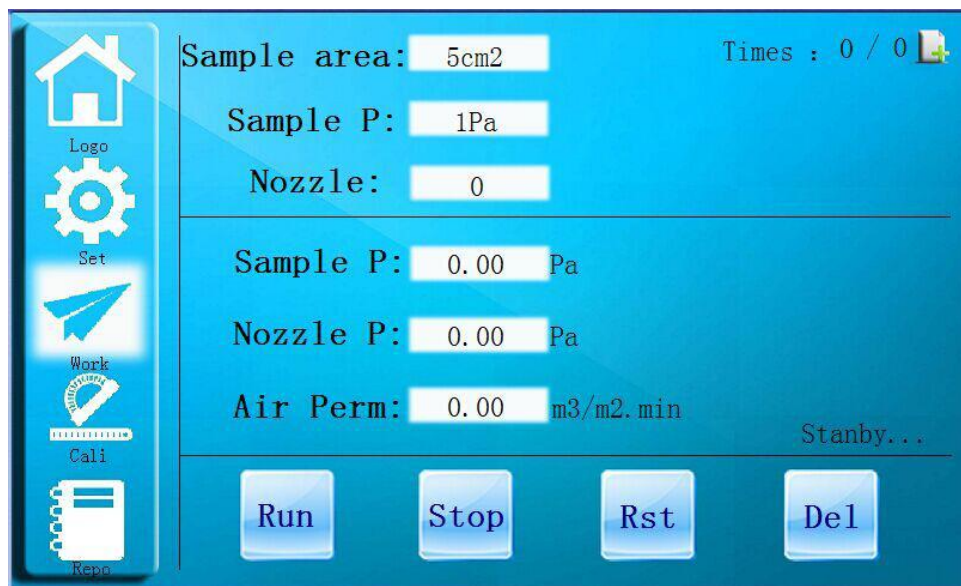 Logo
Set
Work
Cali
Repo
Sample area: 5cm2
Times : 0 / 0
Sample P: 1Pa
Nozzle: 0
Sample P: 0.00 Pa
Nozzle P: 0.00 Pa
Air Perm: 0.00 m3/m2.min
Stanby...
Run Stop Rst Del